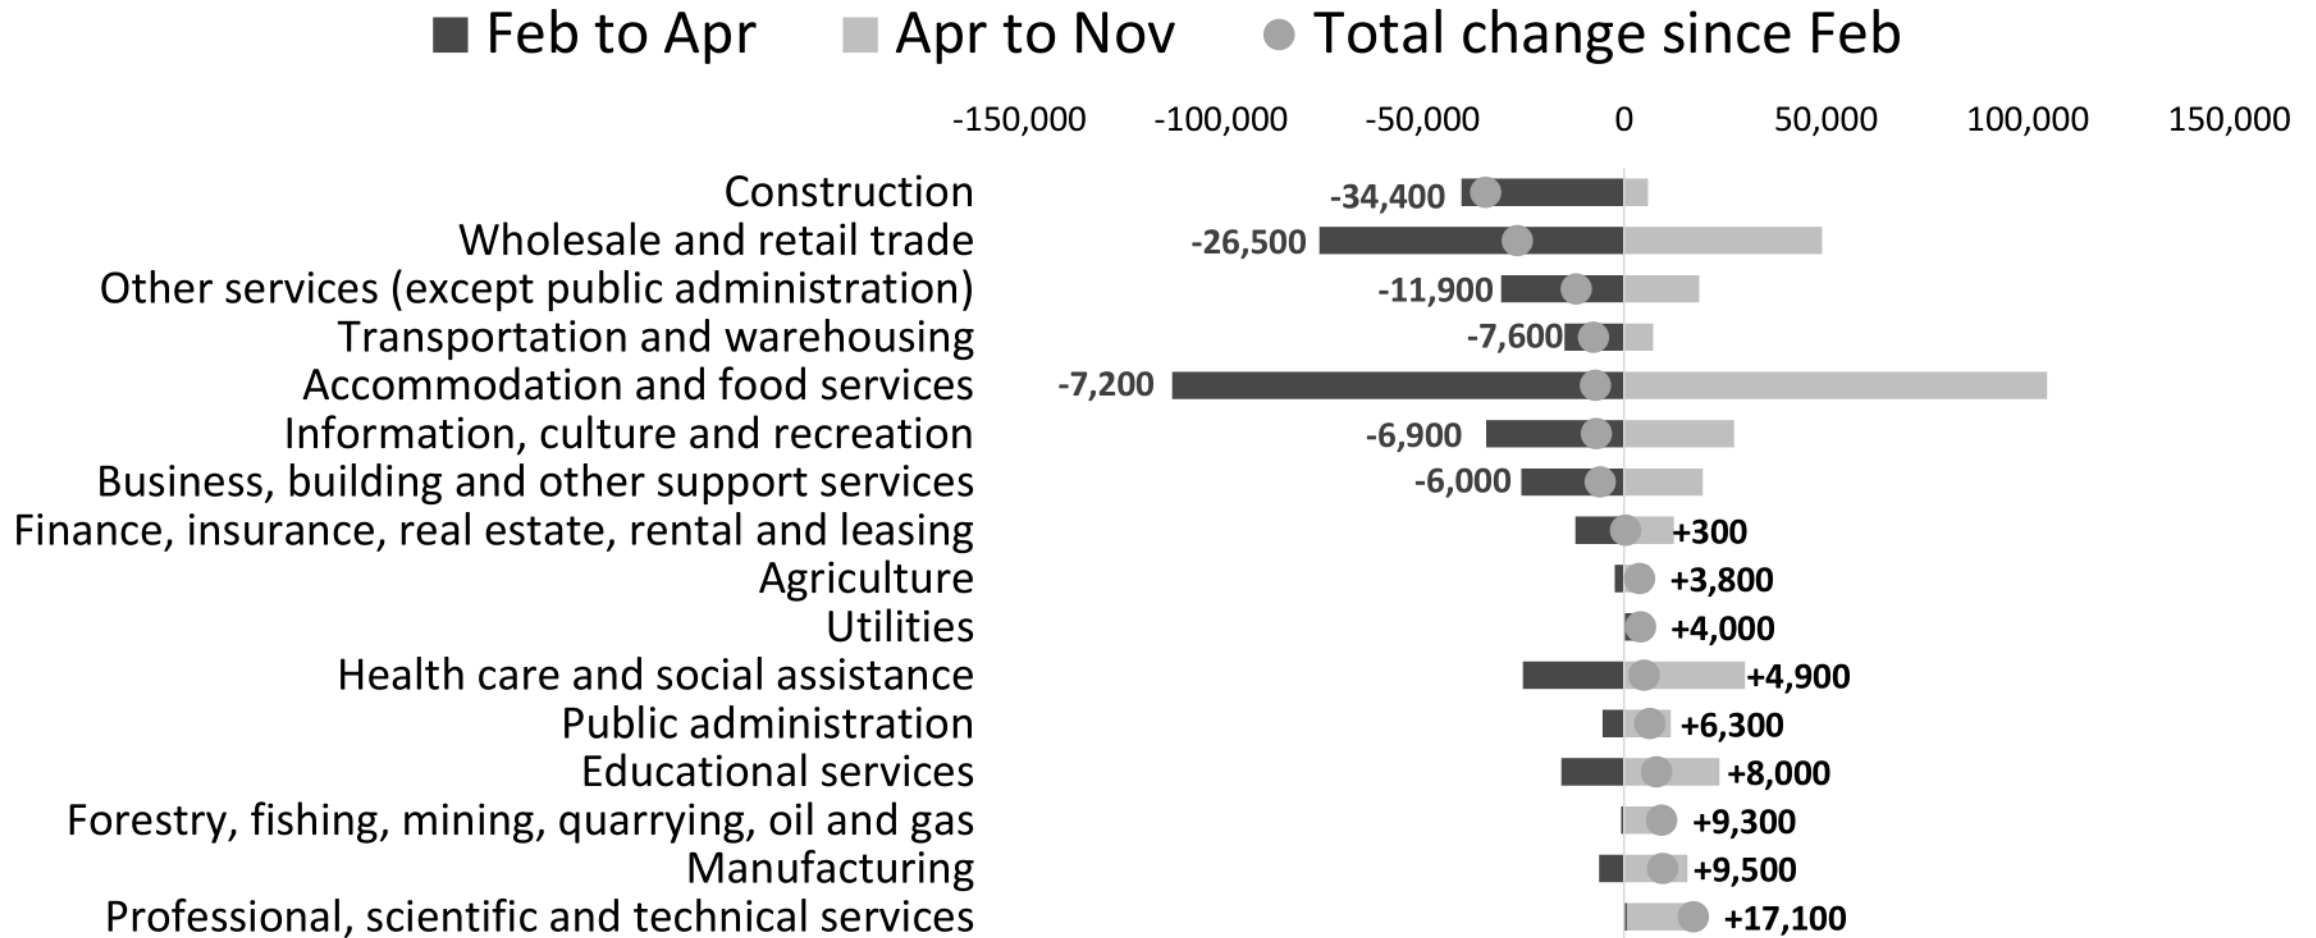 Feb to Apr Apr to Nov Total change since Feb
-150,000 -100,000 -50,000 0 50,000 100,000 150,000
Construction -34,400
Wholesale and retail trade -26,500
Other services (except public administration) -11,900
Transportation and warehousing -7,600
Accommodation and food services -7,200
Information, culture and recreation -6,900
Business, building and other support services -6,000
Finance, insurance, real estate, rental and leasing +300
Agriculture +3,800
Utilities +4,000
Health care and social assistance +4,900
Public administration +6,300
Educational services +8,000
Forestry, fishing, mining, quarrying, oil and gas +9,300
Manufacturing +9,500
Professional, scientific and technical services +17,100